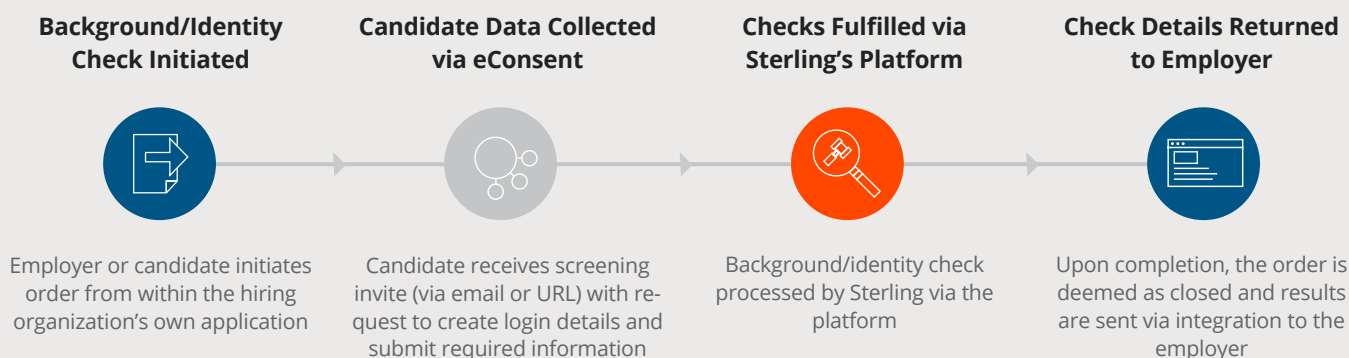 Background/Identity
Check Initiated
Employer or candidate initiates
order from within the hiring
organization’s own application
Candidate Data Collected
via eConsent
Candidate receives screening
invite (via email or URL) with re-
quest to create login details and
submit required information
Checks Fulfilled via
Sterling’s Platform
Background/identity check
processed by Sterling via the
platform
Check Details Returned
to Employer
Upon completion, the order is
deemed as closed and results
are sent via integration to the
employer